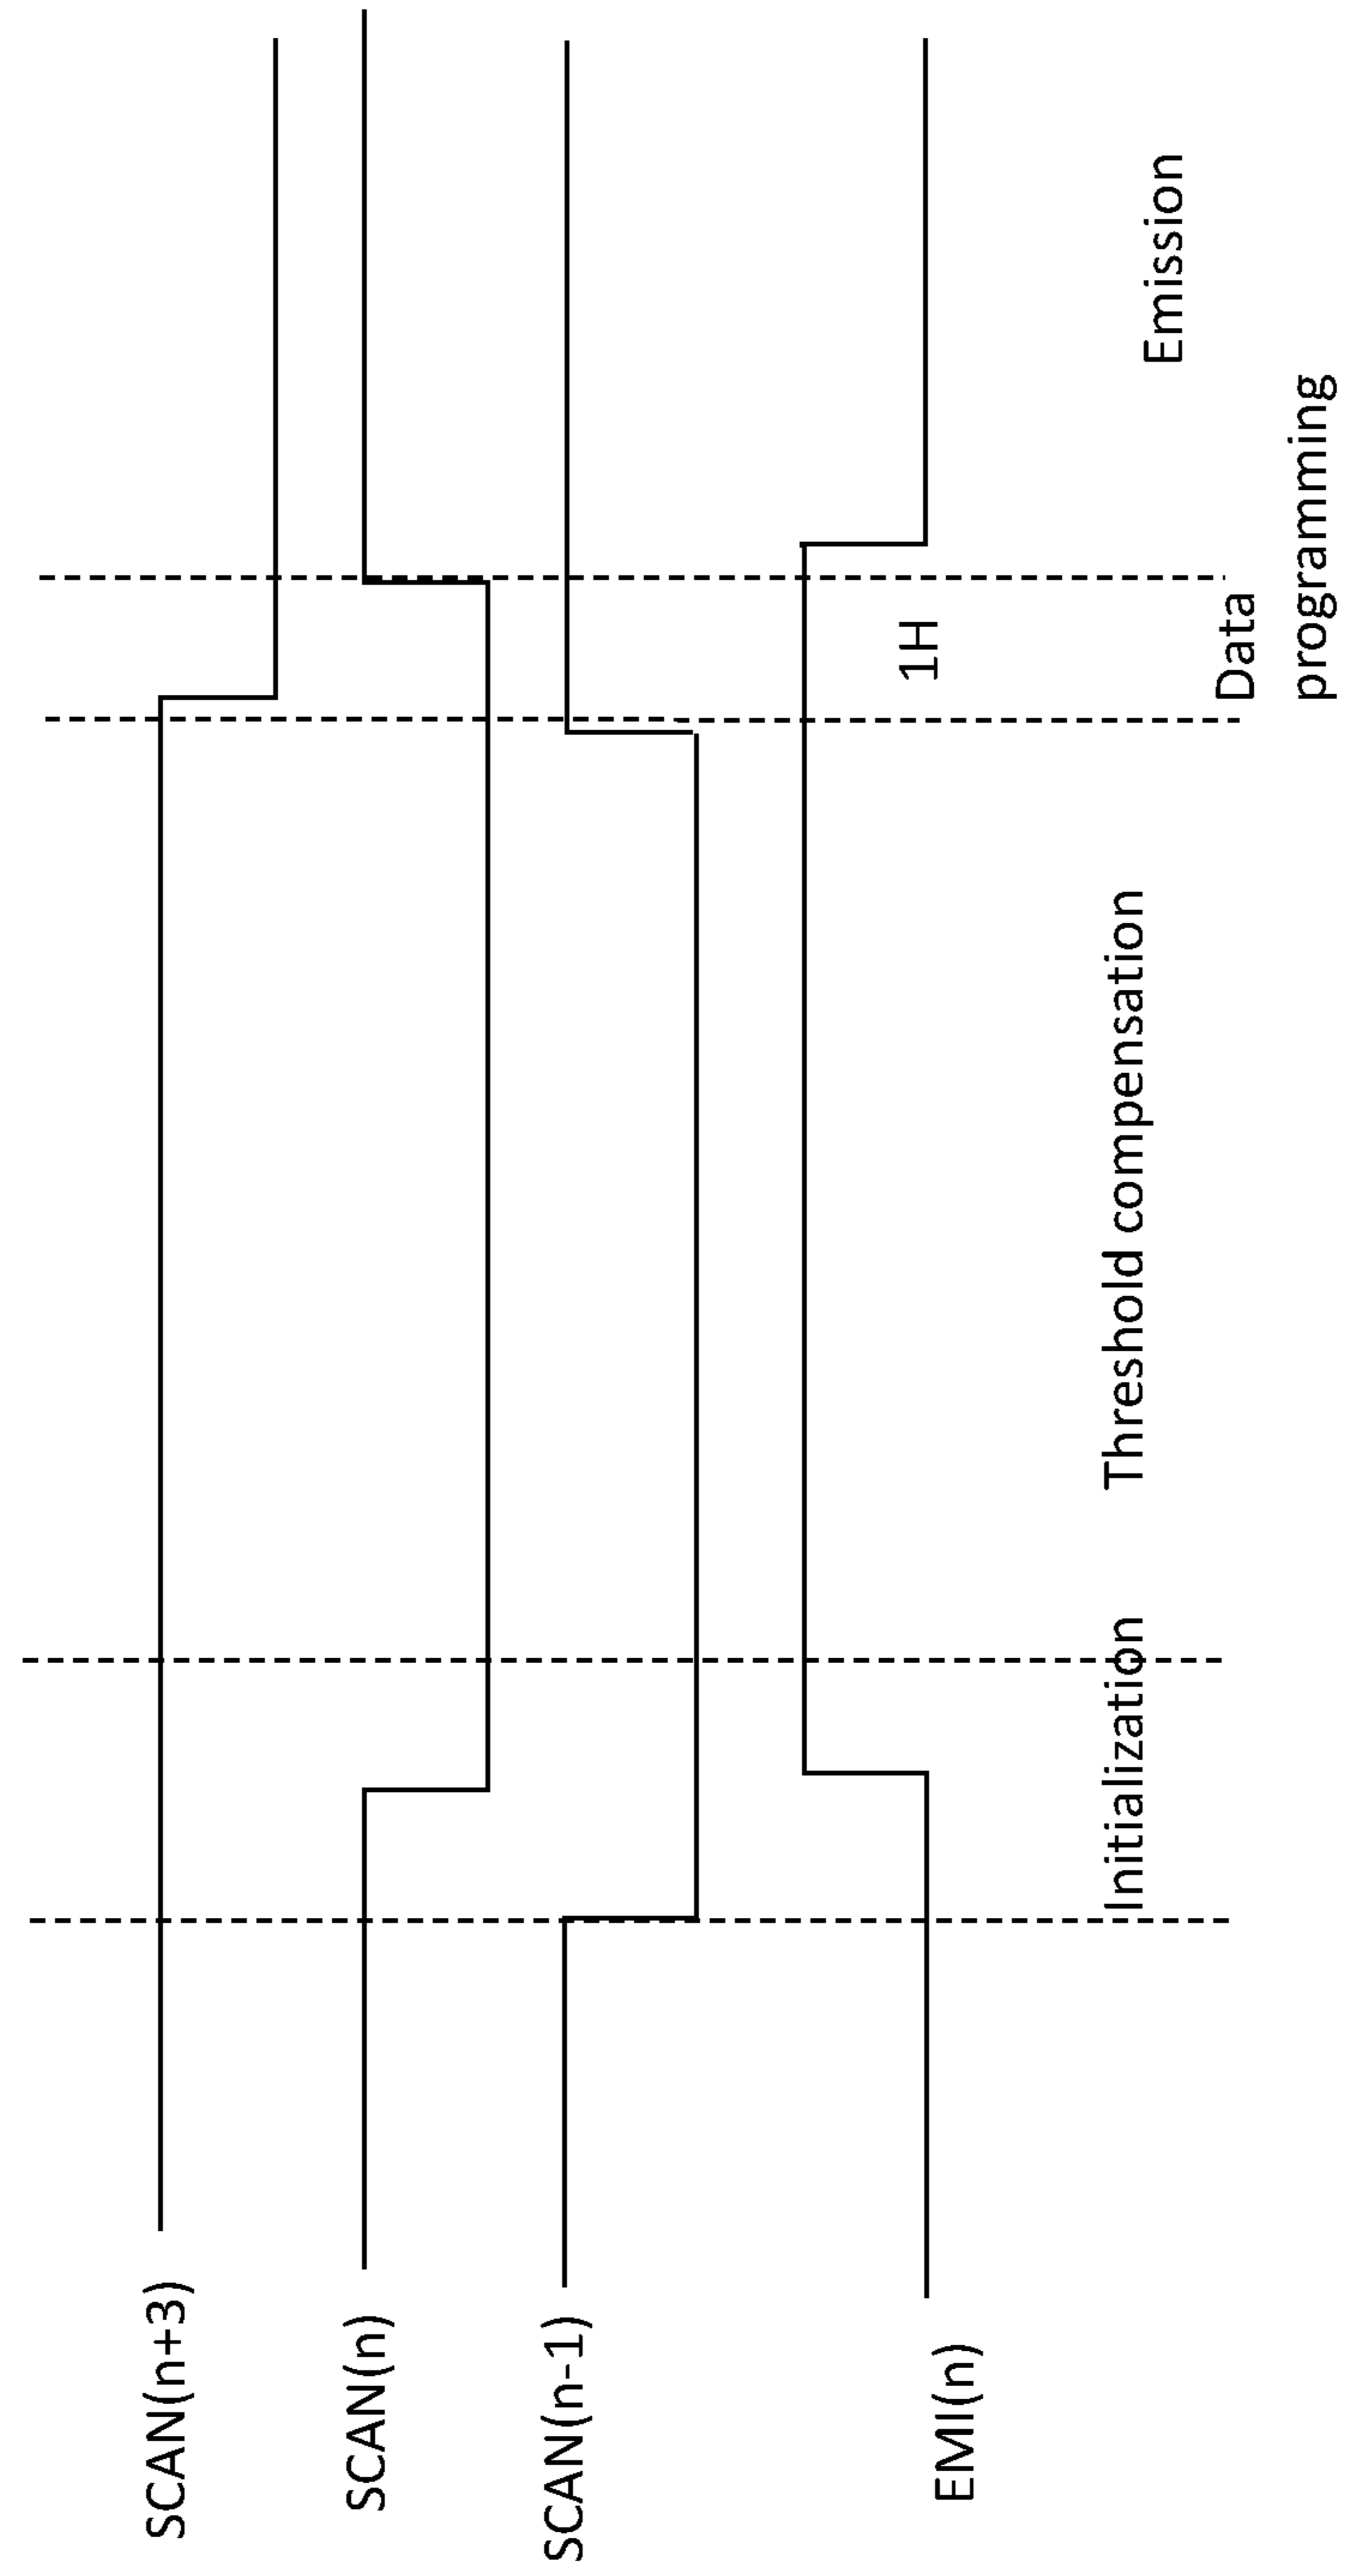 SCAN(n+3)
SCAN(n)
SCAN(n-1)
EMI(n)
1H
Initialization
Threshold compensation
Data
programming
Emission